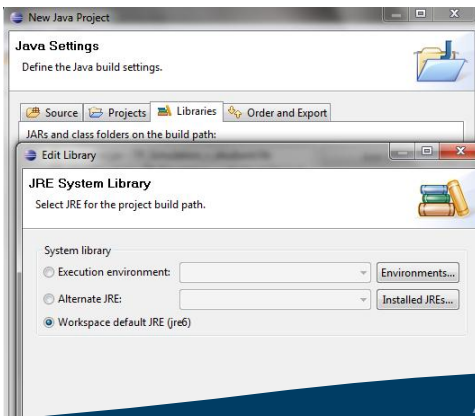 New Java Project
Java Settings
Define the Java build settings.
Source Projects Libraries Order and Export
JARs and class folders on the build path:
Edit Library
JRE System Library
Select JRE for the project build path.
System library
Execution environment: Environments...
Alternate JRE: Installed JREs...
Workspace default JRE (jre6)